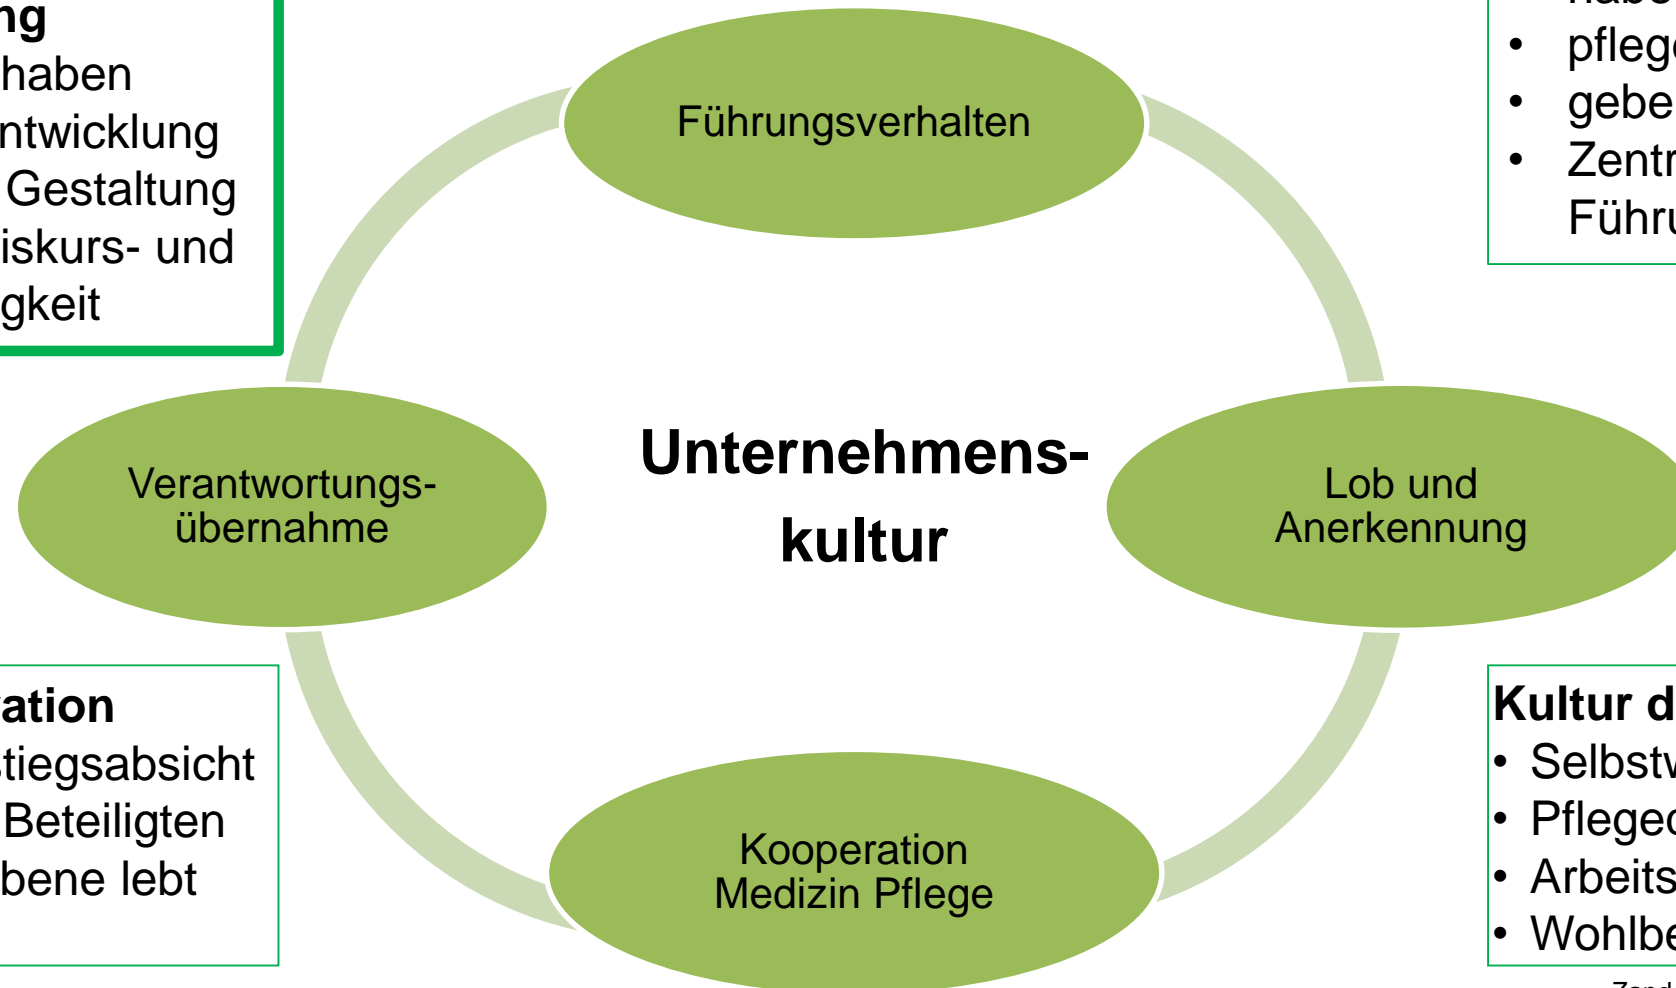 ng
haben
ntwicklung
Gestaltung
iskurs- und
gkeit
Führungsverhalten
• pfleg
• gebe
• Zentr
Führu
Verantwortungs-
übernahme
Unternehmens-
kultur
Lob und
Anerkennung
ation
tiegsabsicht
Beteiligten
bene lebt
Kooperation
Medizin Pflege
Kultur d
• Selbstv
• Pflege
• Arbeits
• Wohlbe